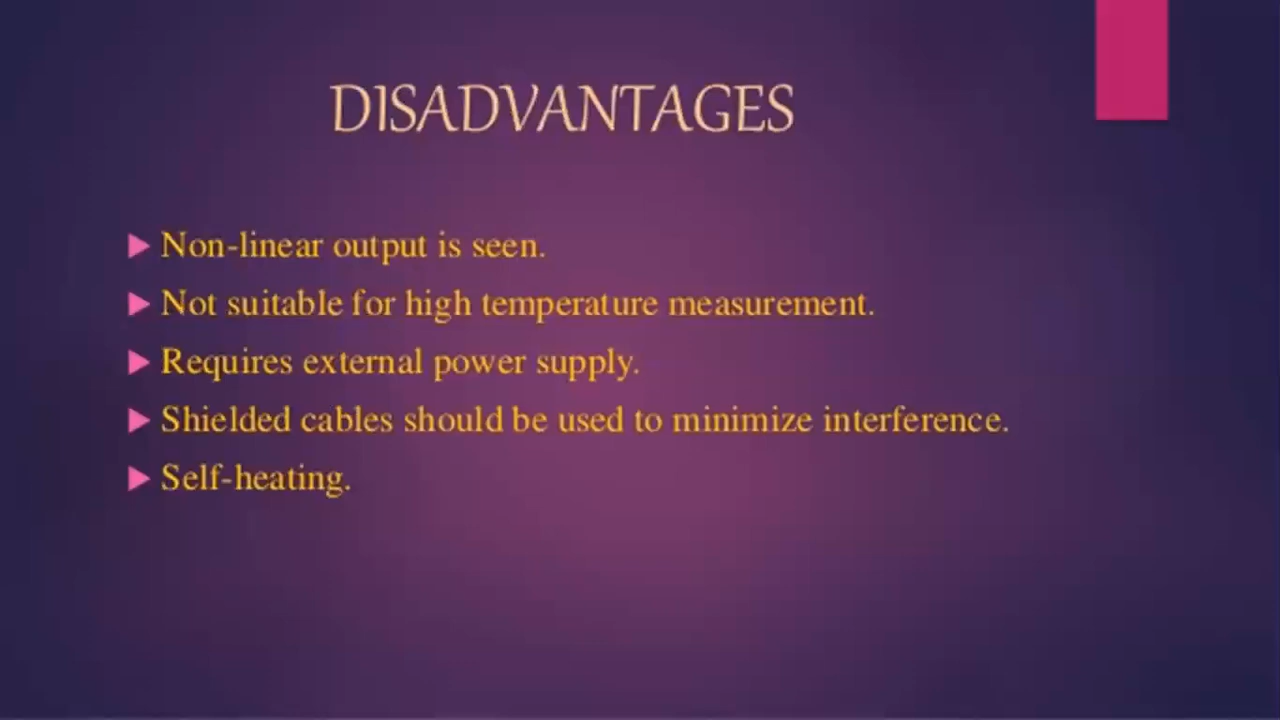 DISADVANTAGES
Non-linear output is seen.
Not suitable for high temperature measurement.
Requires external power supply.
Shielded cables should be used to minimize interference.
Self-heating.